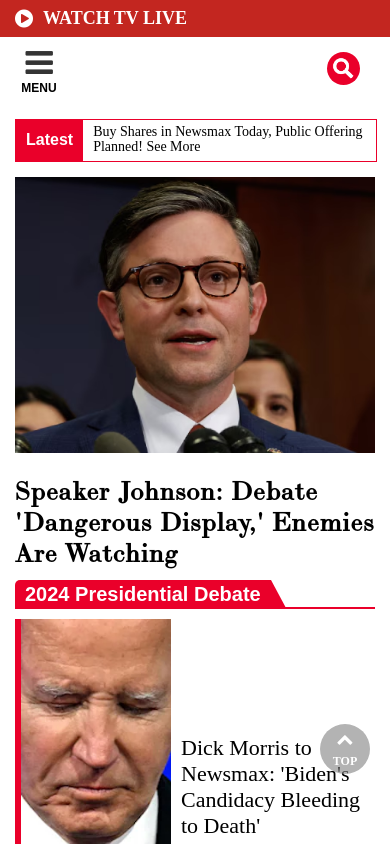 WATCH TV LIVE
MENU
Latest
Buy Shares in Newsmax Today, Public Offering
Planned! See More
Speaker Johnson: Debate
'Dangerous Display,' Enemies
Are Watching
2024 Presidential Debate
Dick Morris to
Newsmax: 'Biden's
Candidacy Bleeding
to Death'
TOP